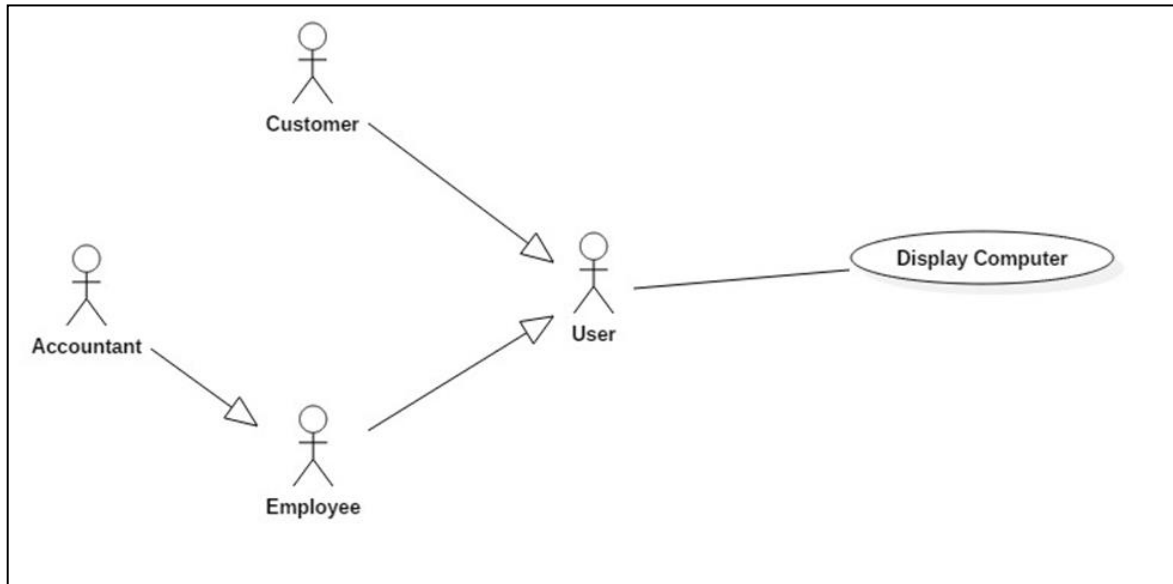 Customer
Display Computer
User
Accountant
Employee